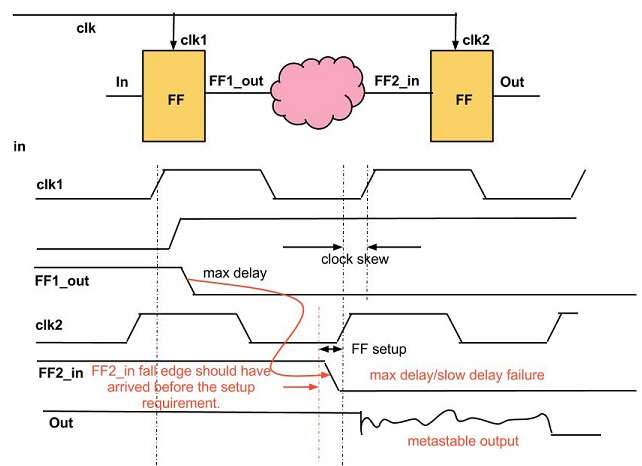 clk
clk1
clk2
In
FF
FF1_out
FF2_in
FF
Out
in
clk1
clock skew
FF1_out
max delay
clk2
FF setup
FF2_in
FF2_in fall edge should have
arrived before the setup
requirement.
max delay/slow delay failure
Out
metastable output